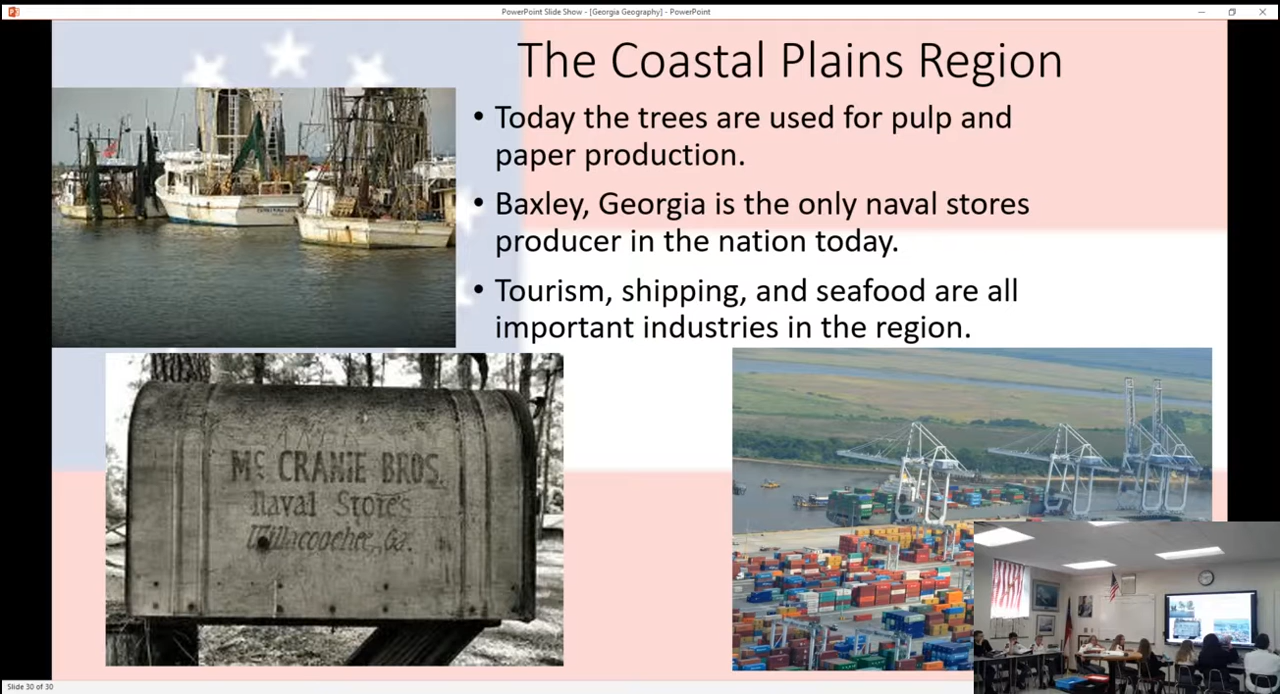 PowerPoint Slide Show - [Georgia Geography] - PowerPoint
The Coastal Plains Region
• Today the trees are used for pulp and
paper production.
• Baxley, Georgia is the only naval stores
producer in the nation today.
• Tourism, shipping, and seafood are all
important industries in the region.
Mc CRANIE BROS.
Naval Stores
Willacoochee, Ga.
Slide 30 of 30